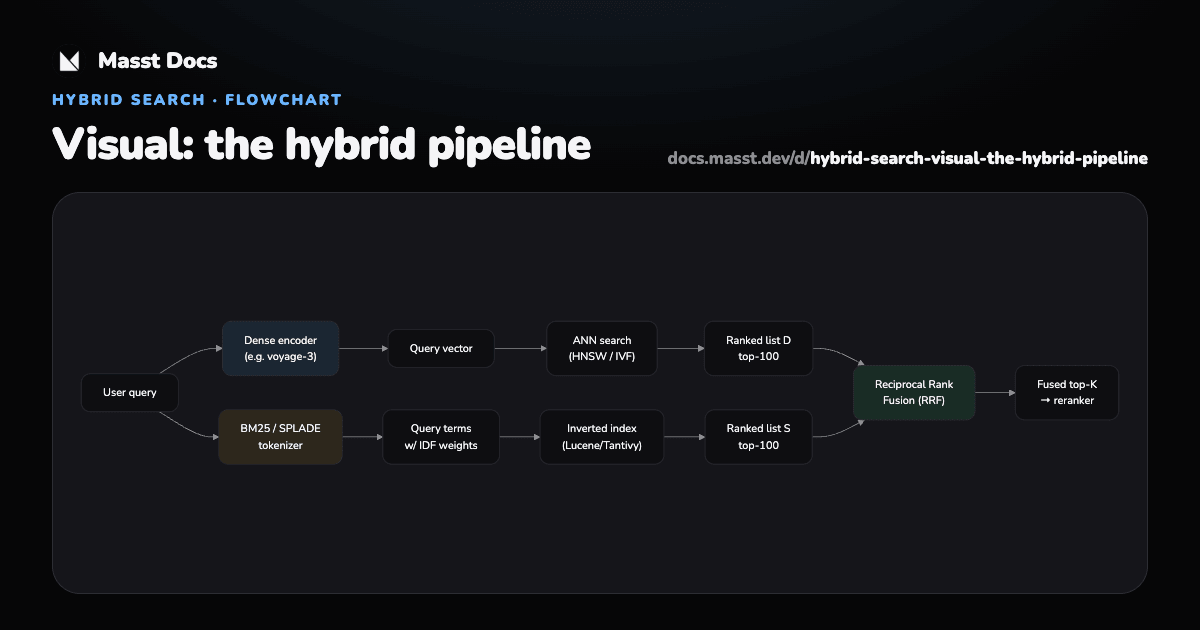 Masst Docs
HYBRID SEARCH · FLOWCHART
Visual: the hybrid pipeline
docs.masst.dev/d/hybrid-search-visual-the-hybrid-pipeline
User query
Dense encoder
(e.g. voyage-3)
Query vector
ANN search
(HNSW / IVF)
Ranked list D
top-100
BM25 / SPLADE
tokenizer
Query terms
w/ IDF weights
Inverted index
(Lucene/Tantivy)
Ranked list S
top-100
Reciprocal Rank
Fusion (RRF)
Fused top-K
→ reranker